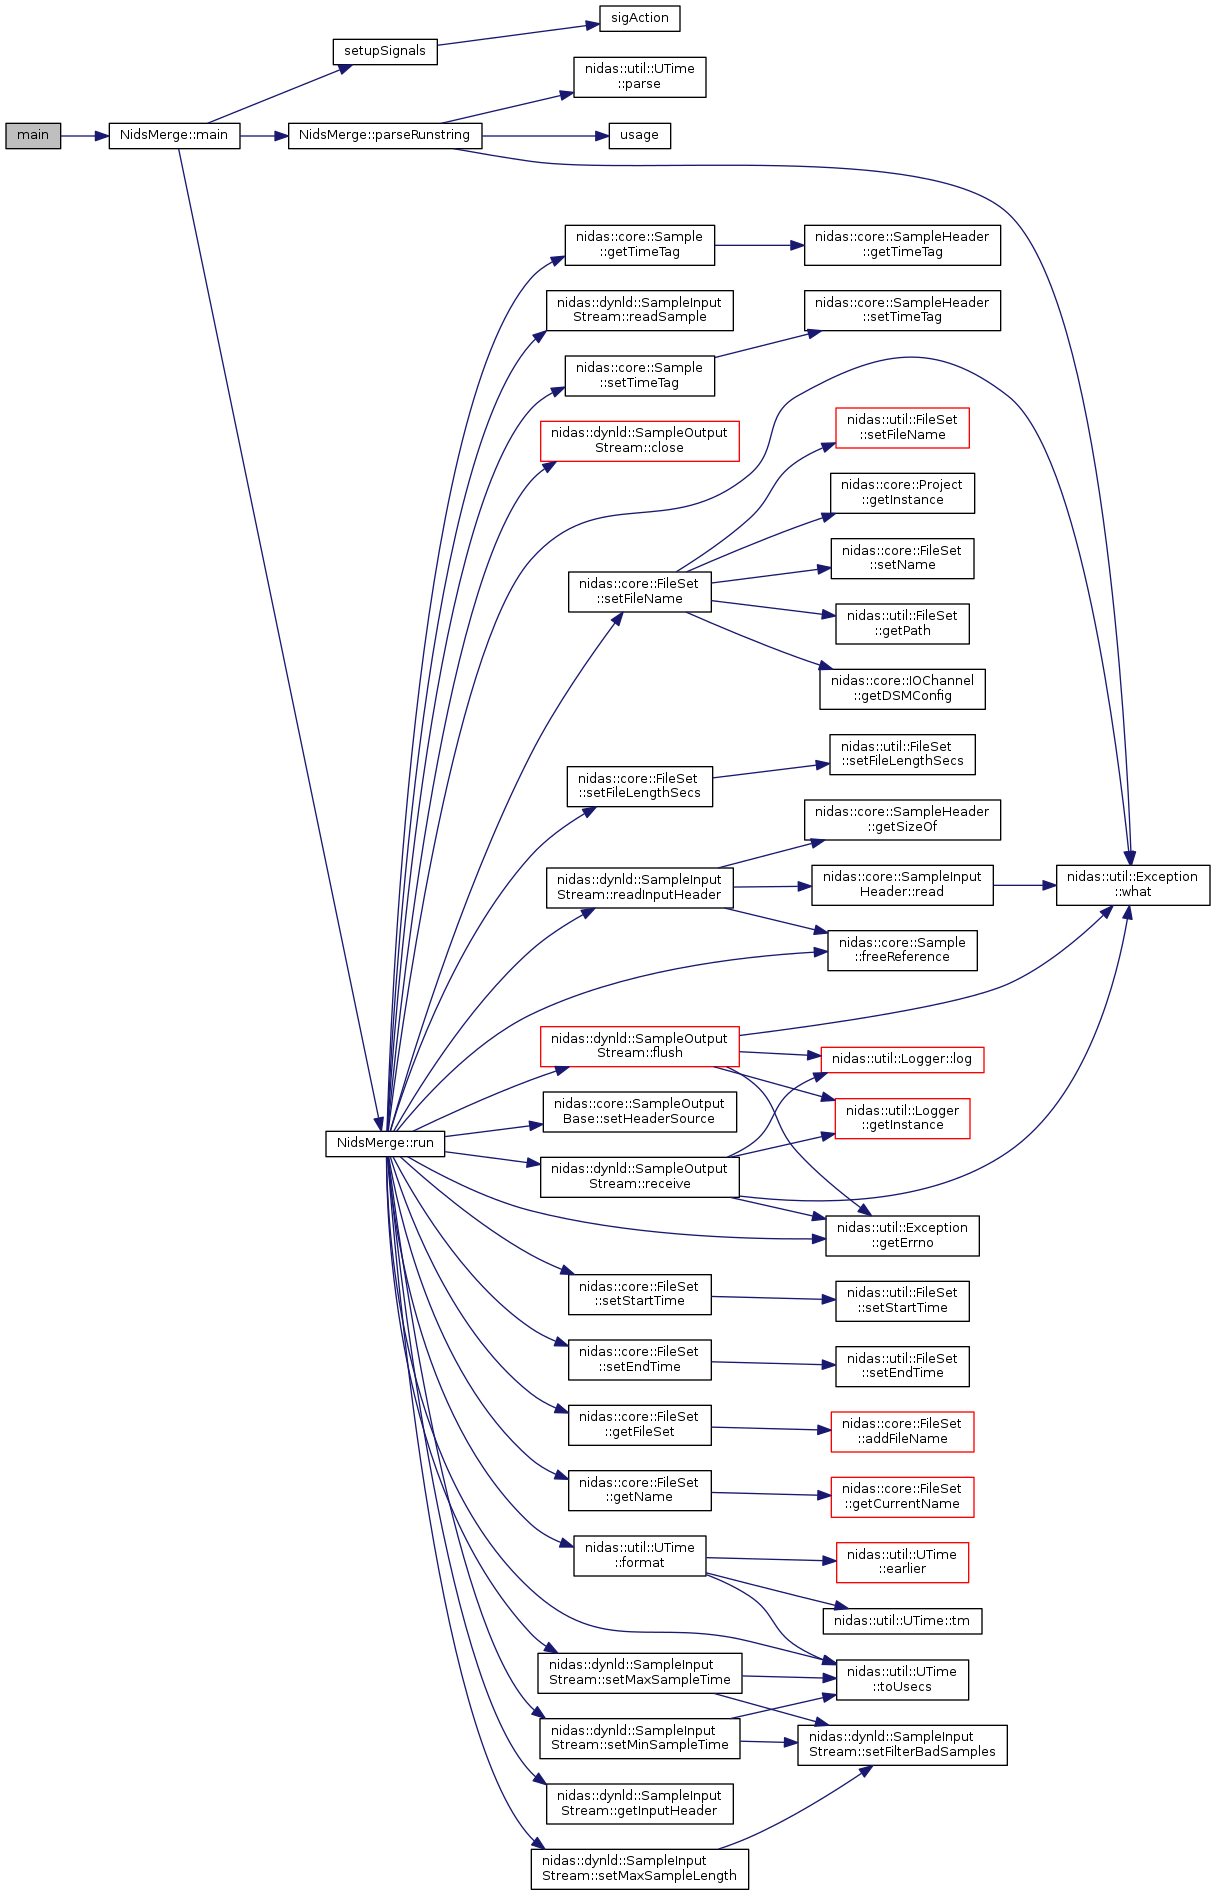 sigAction
setupSignals
nidas::util::UTime
::parse
main
NidsMerge::main
NidsMerge::parseRunstring
usage
nidas::core::Sample
::getTimeTag
nidas::core::SampleHeader
::getTimeTag
nidas::dynld::SampleInput
Stream::readSample
nidas::core::SampleHeader
::setTimeTag
nidas::core::Sample
::setTimeTag
nidas::dynld::SampleOutput
Stream::close
nidas::util::FileSet
::setFileName
nidas::core::Project
::getInstance
nidas::core::FileSet
::setName
nidas::core::FileSet
::setFileName
nidas::util::FileSet
::getPath
nidas::core::IOChannel
::getDSMConfig
nidas::util::FileSet
::setFileLengthSecs
nidas::core::FileSet
::setFileLengthSecs
nidas::core::SampleHeader
::getSizeOf
nidas::dynld::SampleInput
Stream::readInputHeader
nidas::core::SampleInput
Header::read
nidas::util::Exception
::what
nidas::core::Sample
::freeReference
nidas::dynld::SampleOutput
Stream::flush
nidas::util::Logger::log
nidas::core::SampleOutput
Base::setHeaderSource
nidas::util::Logger
::getInstance
NidsMerge::run
nidas::dynld::SampleOutput
Stream::receive
nidas::util::Exception
::getErrno
nidas::core::FileSet
::setStartTime
nidas::util::FileSet
::setStartTime
nidas::core::FileSet
::setEndTime
nidas::util::FileSet
::setEndTime
nidas::core::FileSet
::getFileSet
nidas::core::FileSet
::addFileName
nidas::core::FileSet
::getName
nidas::core::FileSet
::getCurrentName
nidas::util::UTime
::format
nidas::util::UTime
::earlier
nidas::util::UTime::tm
nidas::dynld::SampleInput
Stream::setMaxSampleTime
nidas::util::UTime
::toUsecs
nidas::dynld::SampleInput
Stream::setMinSampleTime
nidas::dynld::SampleInput
Stream::setFilterBadSamples
nidas::dynld::SampleInput
Stream::getInputHeader
nidas::dynld::SampleInput
Stream::setMaxSampleLength